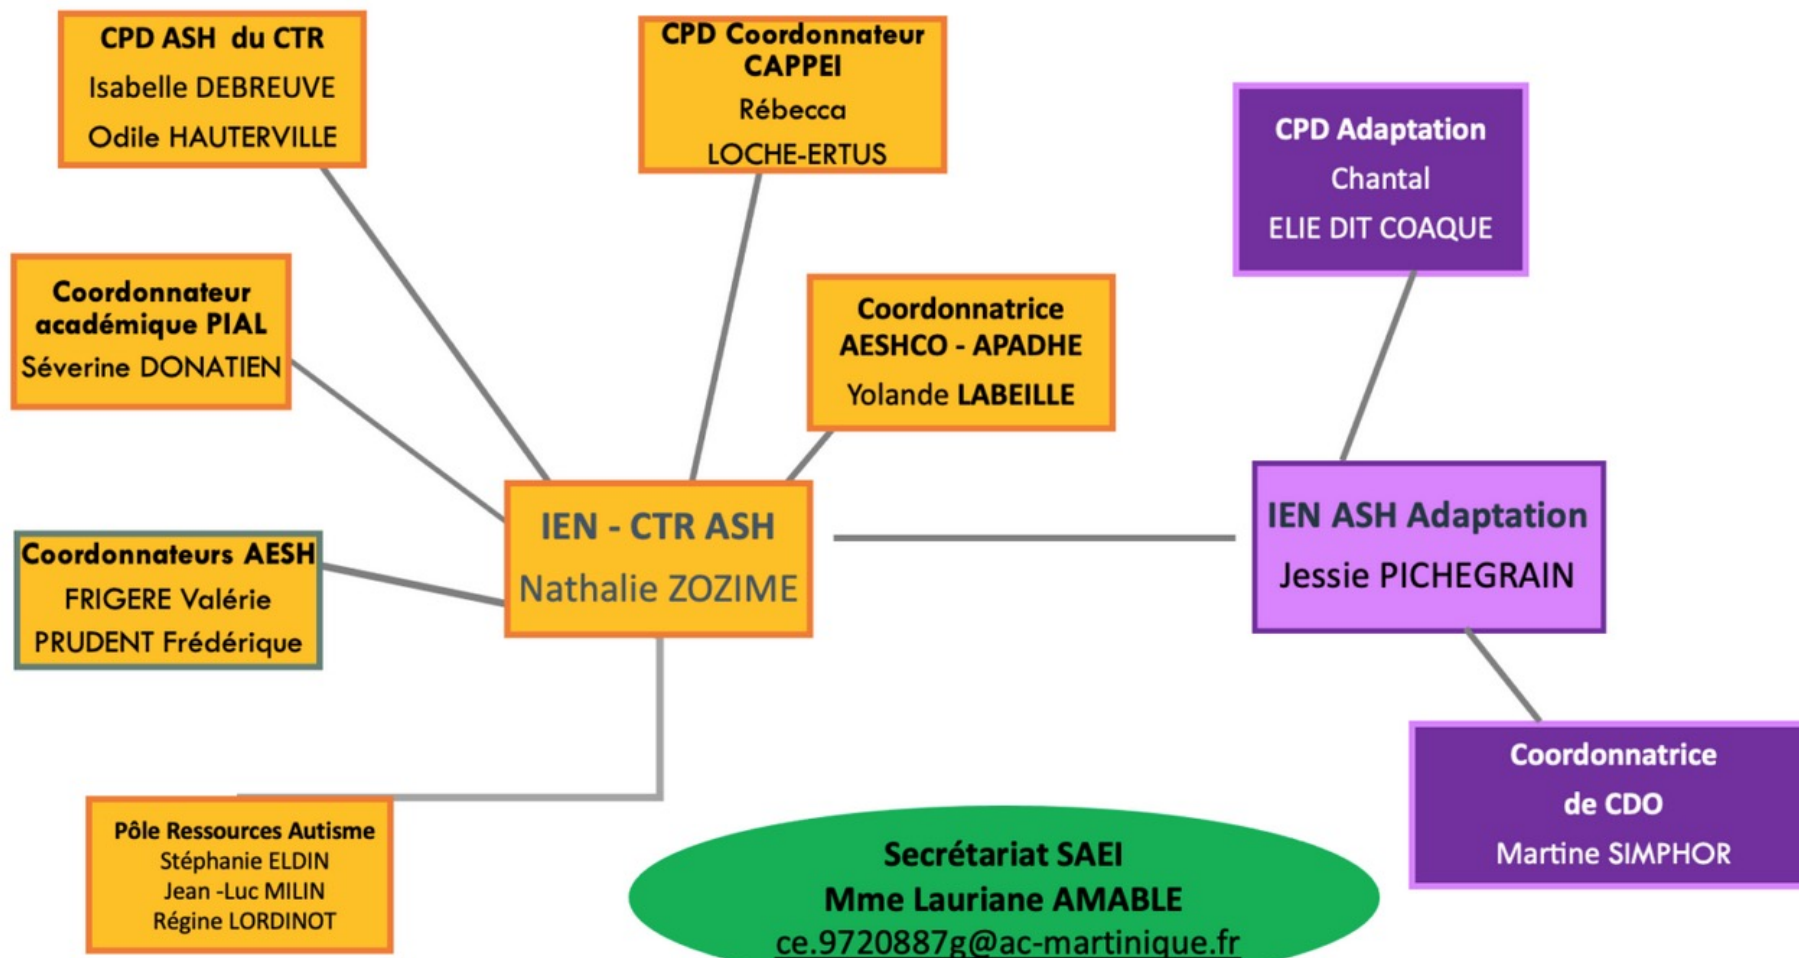 CPD ASH du CTR
Isabelle DEBREUVE
Odile HAUTERVILLE
CPD Coordonnateur
CAPPEI
Rébecca
LOCHE-ERTUS
CPD Adaptation
Chantal
ELIE DIT COAQUE
Coordonnateur
académique PIAL
Séverine DONATIEN
Coordonnatrice
AESHCO - APADHE
Yolande LABEILLE
IEN - CTR ASH
Nathalie ZOZIME
IEN ASH Adaptation
Jessie PICHEGRAIN
Coordonnateurs AESH
FRIGERE Valérie
PRUDENT Frédérique
Coordonnatrice
de CDO
Martine SIMPHOR
Pôle Ressources Autisme
Stéphanie ELDIN
Jean -Luc MILIN
Régine LORDINOT
Secrétariat SAEI
Mme Lauriane AMABLE
ce.9720887g@ac-martinique.fr